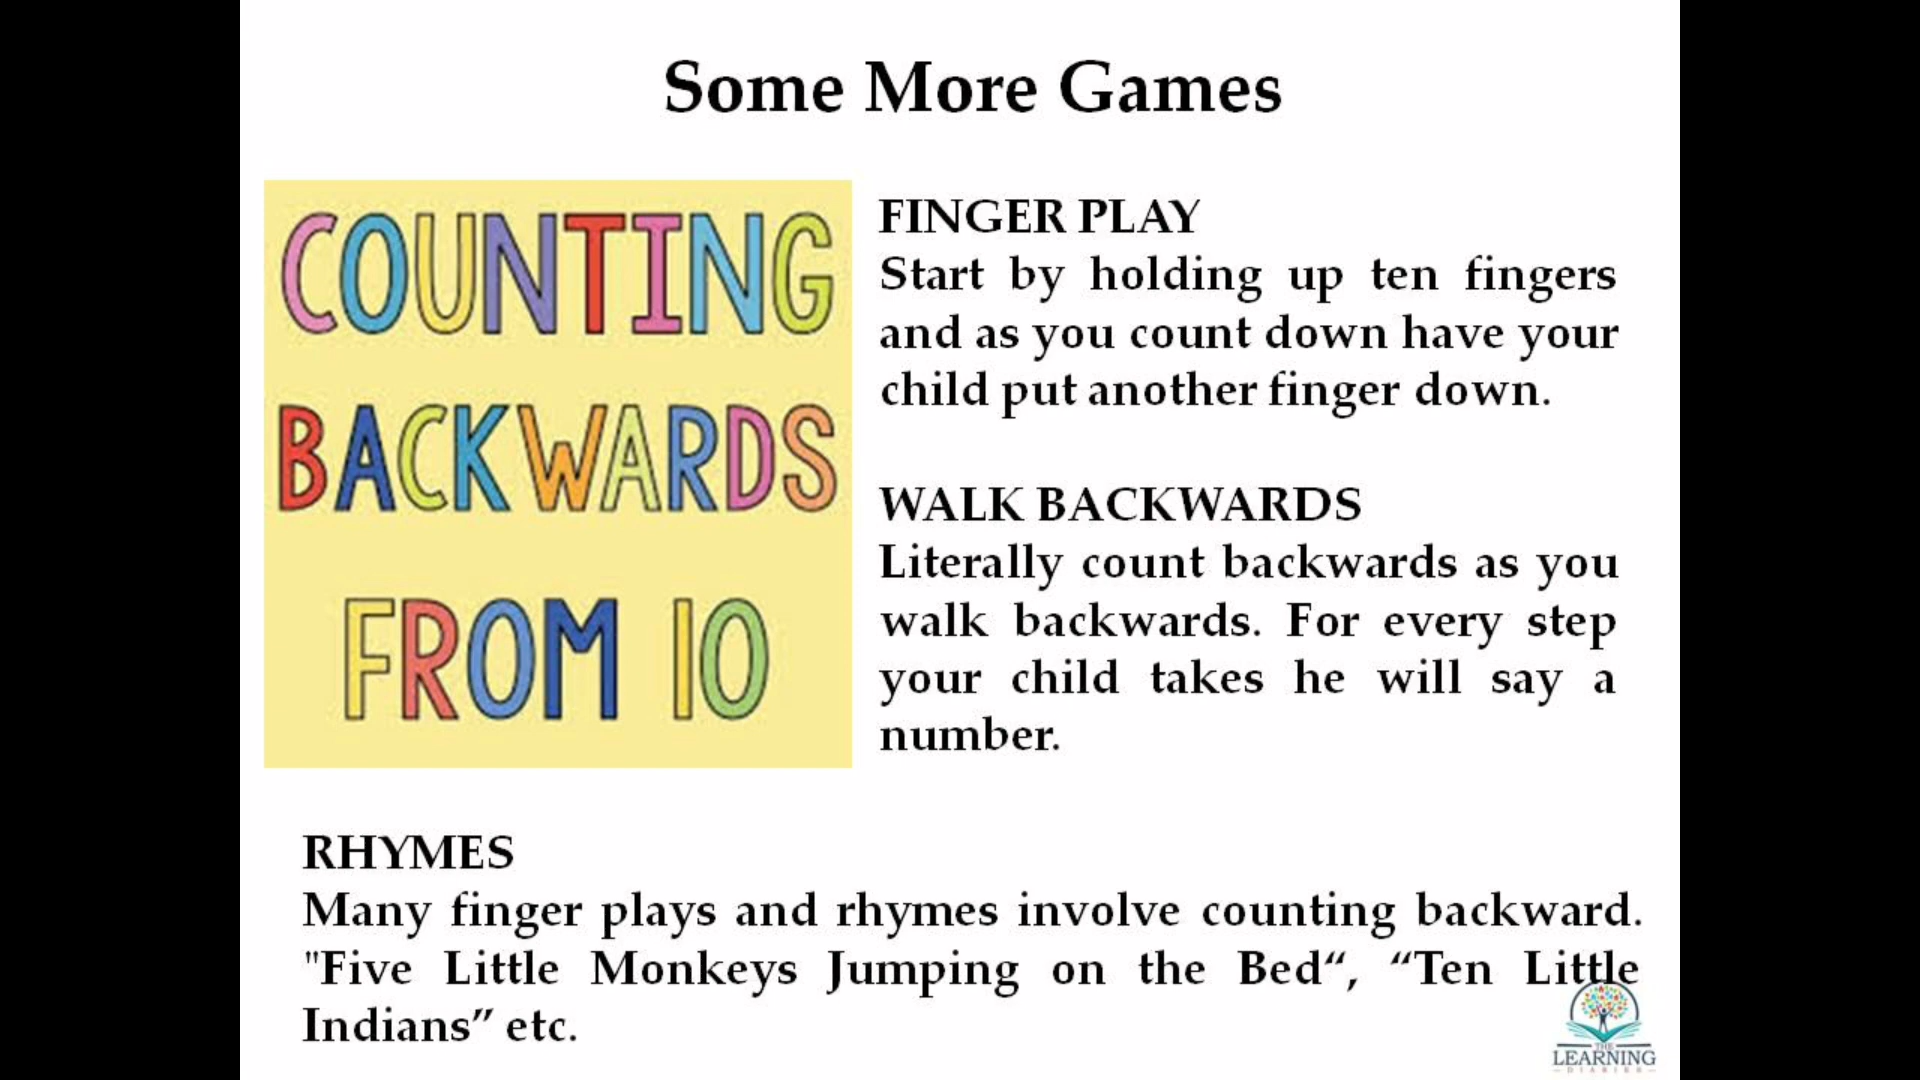 Some More Games
COUNTING
BACKWARDS
FROM 10
FINGER PLAY
Start by holding up ten fingers
and as you count down have your
child put another finger down.
WALK BACKWARDS
Literally count backwards as you
walk backwards. For every step
your child takes he will say a
number.
RHYMES
Many finger plays and rhymes involve counting backward.
"Five Little Monkeys Jumping on the Bed“, “Ten Little
Indians” etc.
THE
LEARNING
DIARIES